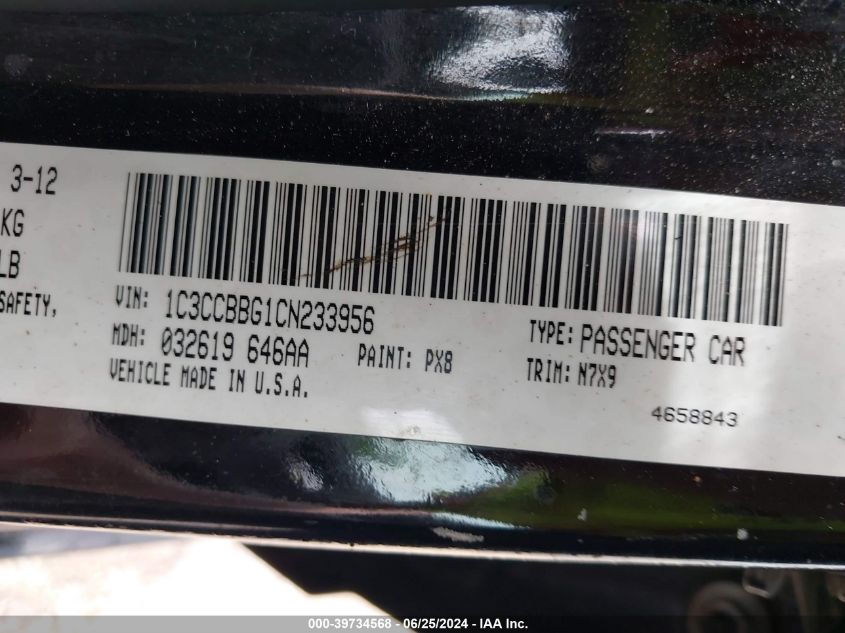 3-12
KG
LB
SAFETY,
VIN: 1C3CCBBG1CN233956
MDH: 032619 646AA
PAINT: PX8
VEHICLE MADE IN U.S.A.
TYPE: PASSENGER CAR
TRIM: N7X9
4658843
000-39734568 - 06/25/2024 - IAA Inc.